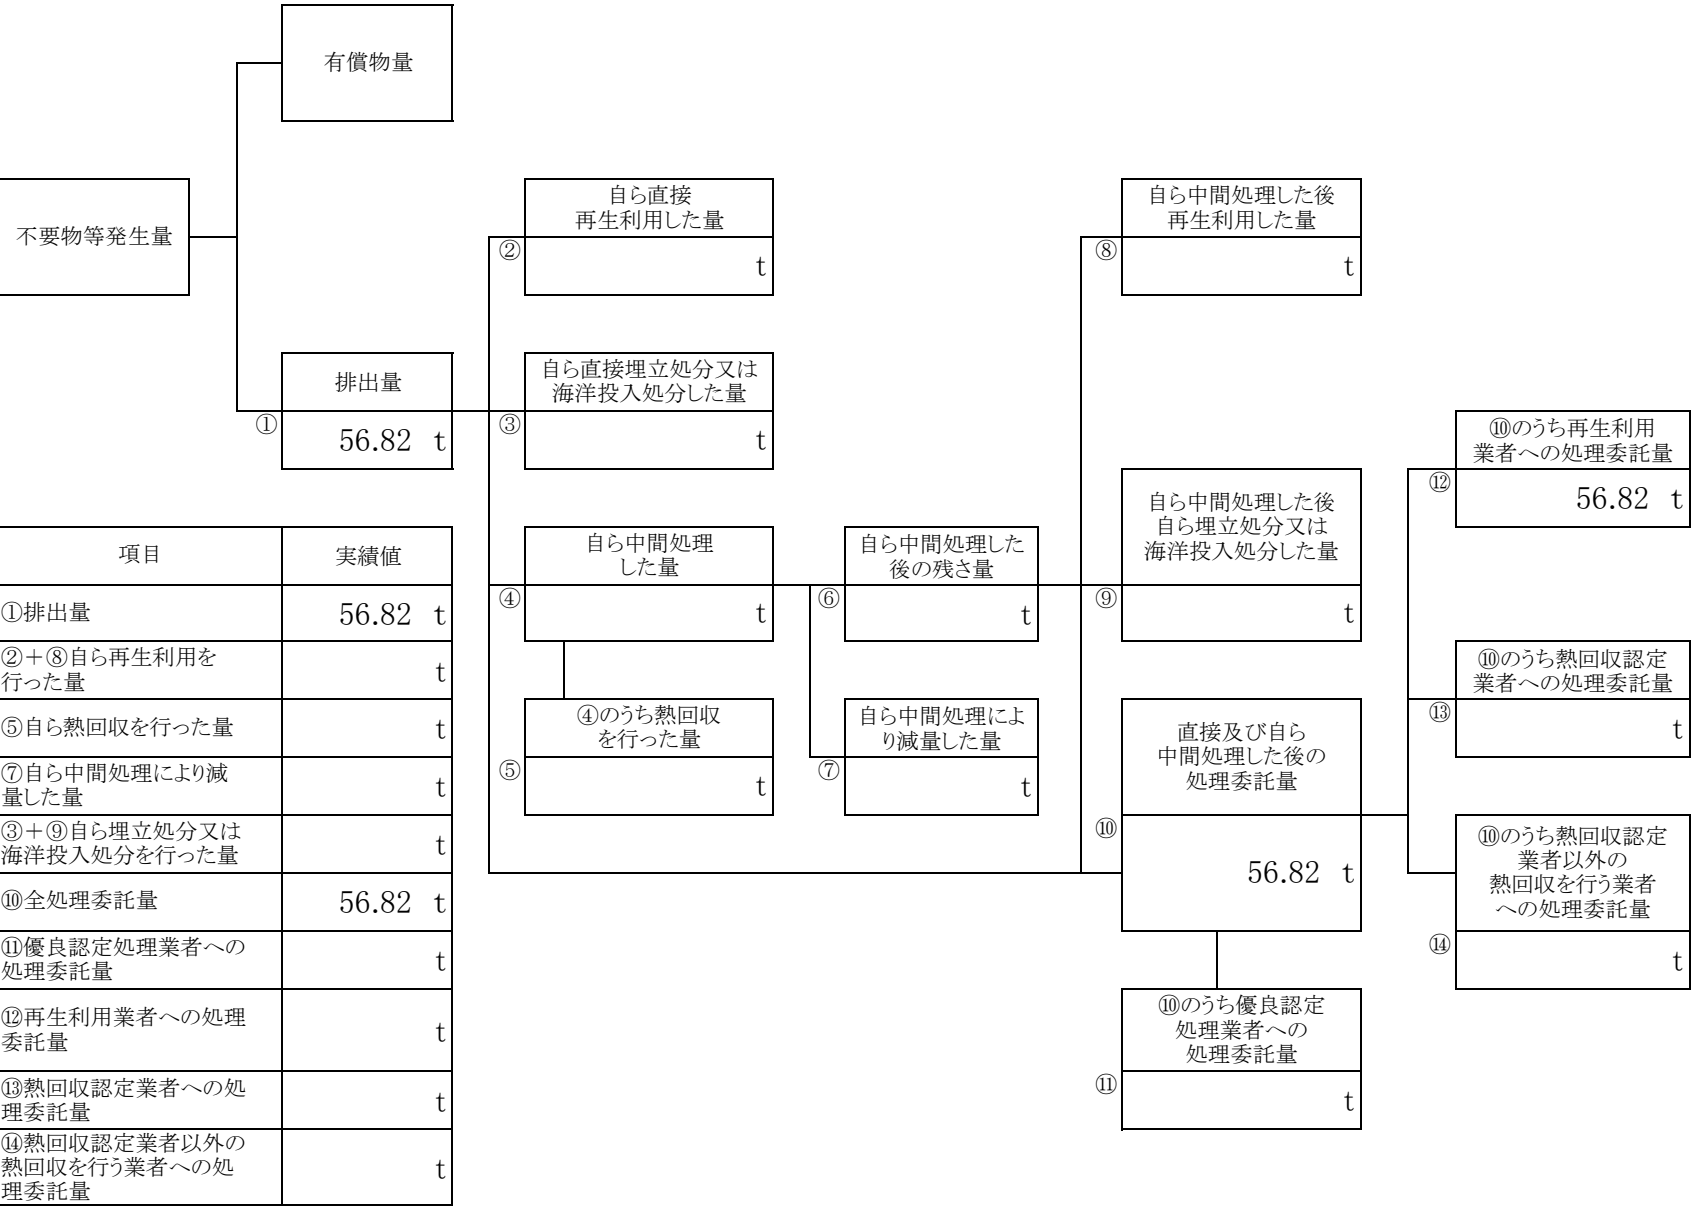 有償物量
不要物等発生量
自ら直接
再生利用した量
②
t
自ら中間処理した後
再生利用した量
⑧
t
排出量
①
56.82 t
自ら直接埋立処分又は
海洋投入処分した量
③
t
⑩のうち再生利用
業者への処理委託量
⑫
56.82 t
自ら中間処理した後
自ら埋立処分又は
海洋投入処分した量
⑨
t
自ら中間処理
した量
④
t
自ら中間処理した
後の残さ量
⑥
t
⑩のうち熱回収認定
業者への処理委託量
⑬
t
④のうち熱回収
を行った量
⑤
t
自ら中間処理によ
り減量した量
⑦
t
直接及び自ら
中間処理した後の
処理委託量
⑩
56.82 t
⑩のうち熱回収認定
業者以外の
熱回収を行う業者
への処理委託量
⑭
t
⑩のうち優良認定
処理業者への
処理委託量
⑪
t
項目 実績値
①排出量 56.82 t
②＋⑧自ら再生利用を
行った量
t
⑤自ら熱回収を行った量 t
⑦自ら中間処理により減
量した量
t
③＋⑨自ら埋立処分又は
海洋投入処分を行った量
t
⑩全処理委託量 56.82 t
⑪優良認定処理業者への
処理委託量
t
⑫再生利用業者への処理
委託量
t
⑬熱回収認定業者への処
理委託量
t
⑭熱回収認定業者以外の
熱回収を行う業者への処
理委託量
t